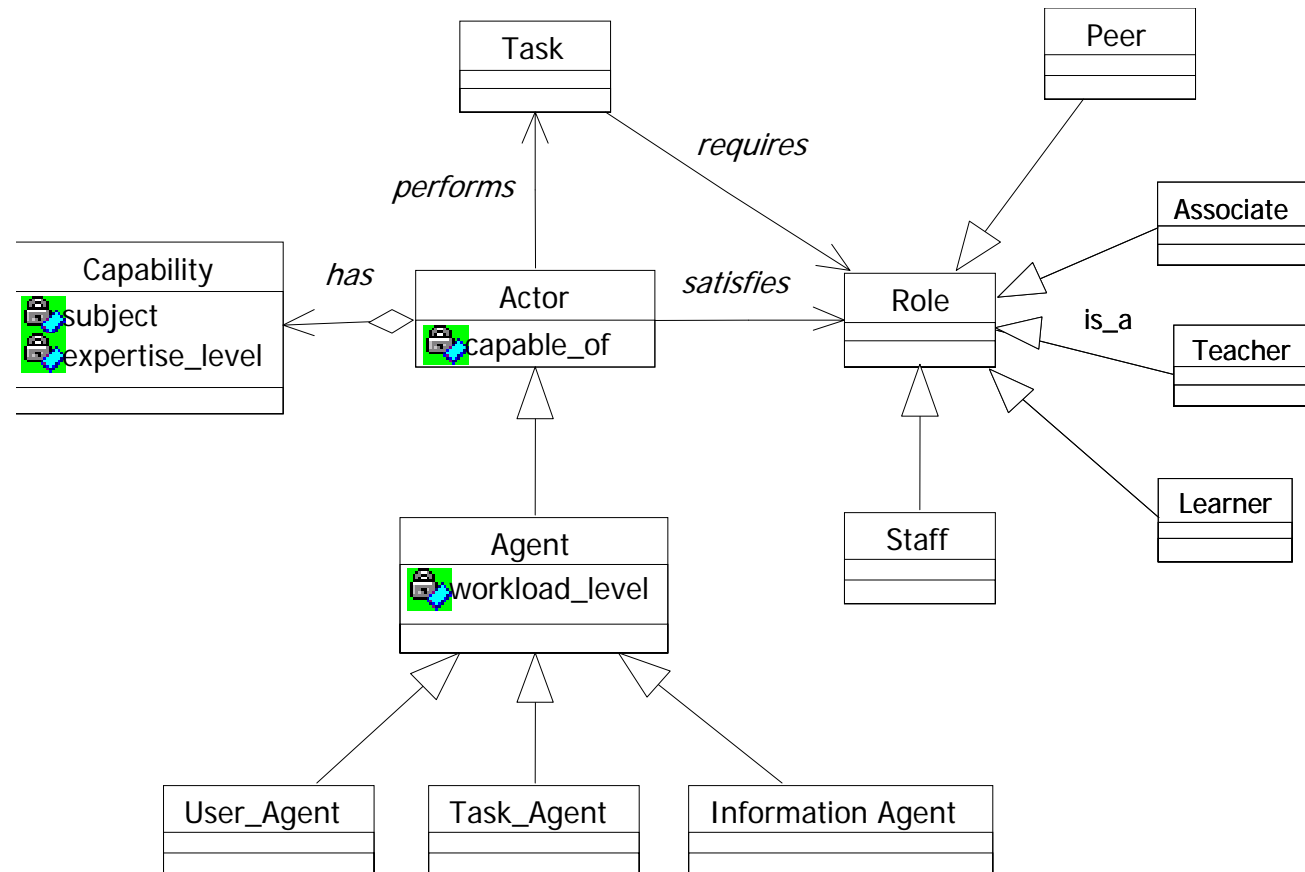 Task
Peer
requires
performs
Associate
Capability
subject
expertise_level
has
Actor
capable_of
satisfies
Role
is_a
Teacher
Learner
Agent
workload_level
Staff
User_Agent
Task_Agent
Information Agent